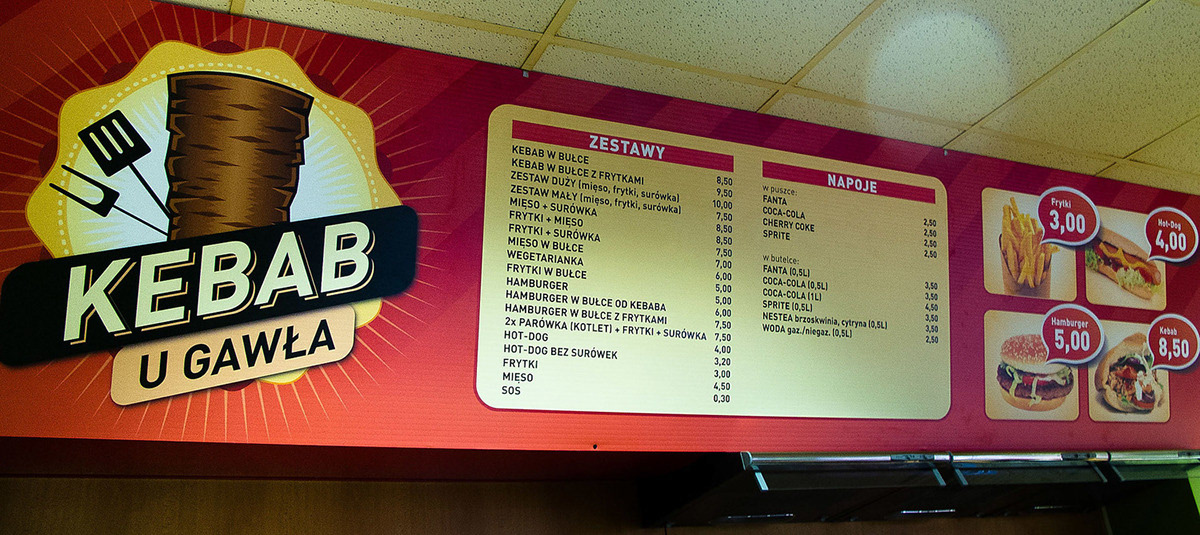 KEBAB
U GAWŁA
ZESTAWY
KEBAB W BUŁCE 8,50
KEBAB W BUŁCE Z FRYTKAMI 9,50
ZESTAW DUŻY (mięso, frytki, surówka) 10,00
ZESTAW MAŁY (mięso, frytki, surówka) 7,50
MIĘSO + SURÓWKA 8,50
FRYTKI + MIĘSO 8,50
FRYTKI + SURÓWKA 7,50
MIĘSO W BUŁCE 7,00
WEGETARIANKA 6,00
FRYTKI W BUŁCE 5,00
HAMBURGER 5,00
HAMBURGER W BUŁCE OD KEBABA 6,00
HAMBURGER W BUŁCE Z FRYTKAMI 7,50
2x PARÓWKA (KOTLET) + FRYTKI + SURÓWKA 7,50
HOT-DOG 4,00
HOT-DOG BEZ SURÓWEK 3,20
FRYTKI 3,00
MIĘSO 4,50
SOS 0,30
NAPOJE
w puszce:
FANTA 2,50
COCA-COLA 2,50
CHERRY COKE 2,50
SPRITE 2,50
w butelce:
FANTA (0,5L) 3,50
COCA-COLA (0,5L) 3,50
COCA-COLA (1L) 4,50
SPRITE (0,5L) 3,50
NESTEA brzoskwinia, cytryna (0,5L) 3,50
WODA gaz./niegaz. (0,5L) 2,50
Frytki
3,00
Hot-Dog
4,00
Hamburger
5,00
Kebab
8,50